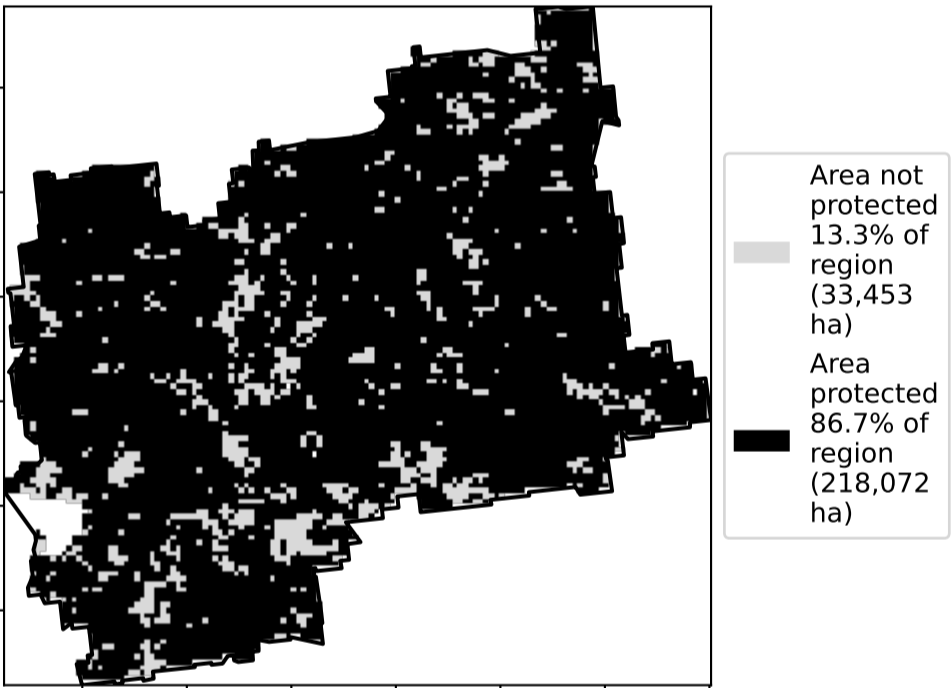 Area not
protected
13.3% of
region
(33,453
ha)
Area
protected
86.7% of
region
(218,072
ha)